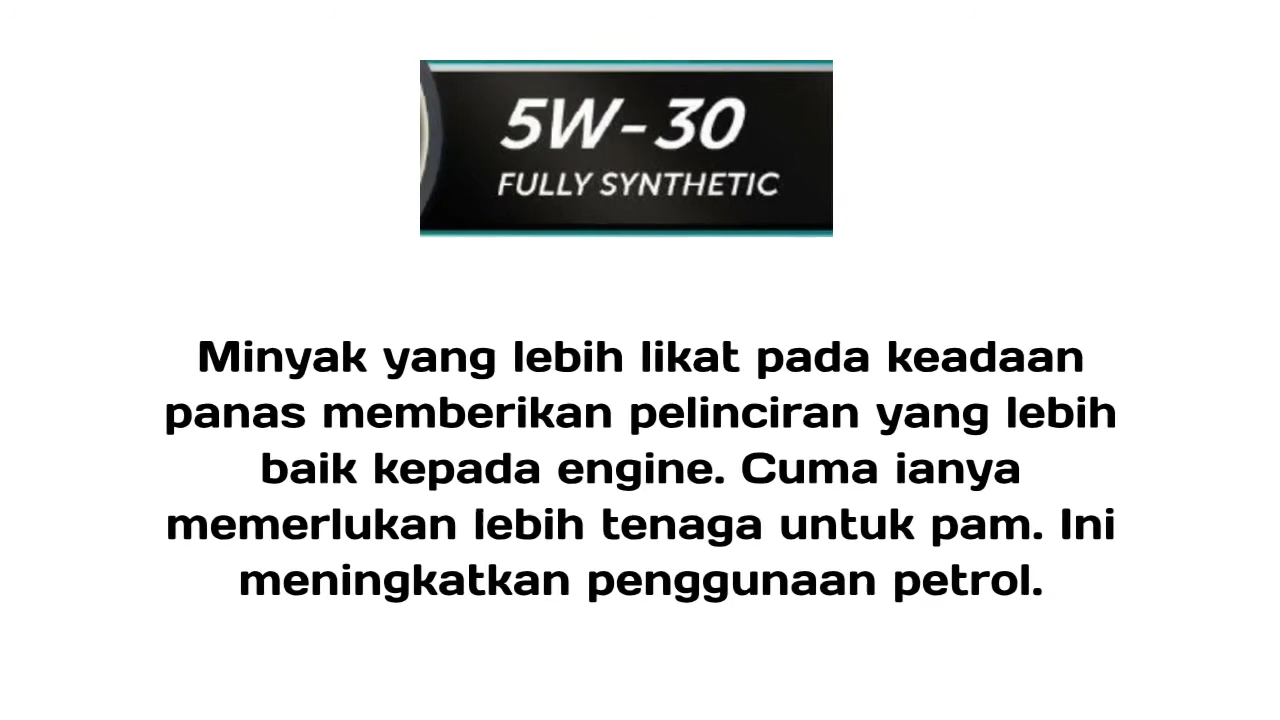 5W-30
FULLY SYNTHETIC
Minyak yang lebih likat pada keadaan
panas memberikan pelinciran yang lebih
baik kepada engine. Cuma ianya
memerlukan lebih tenaga untuk pam. Ini
meningkatkan penggunaan petrol.